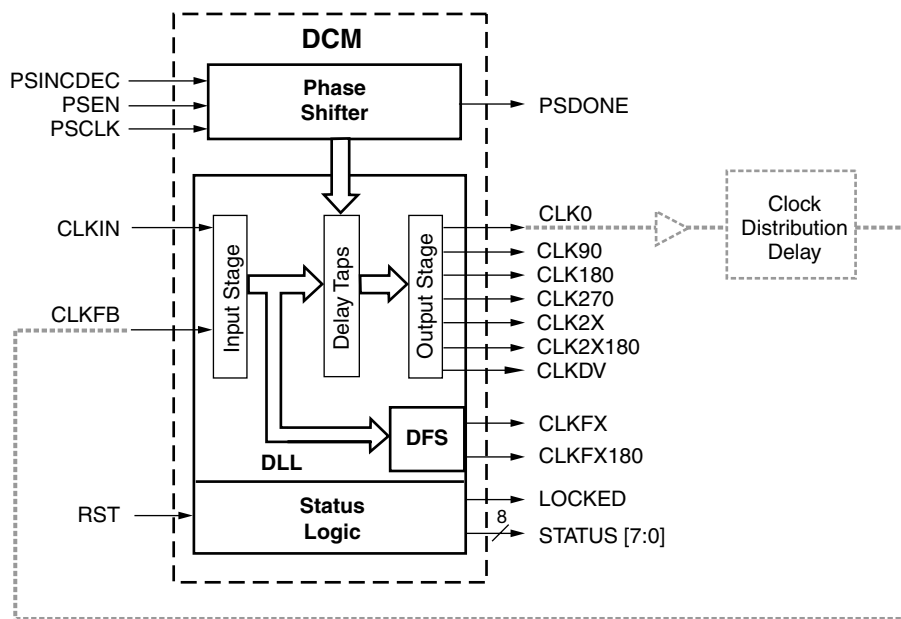 DCM
PSINCDEC
PSEN
PSCLK
Phase
Shifter
PSDONE
CLKIN
CLKFB
Input Stage
Delay Taps
Output Stage
CLK0
CLK90
CLK180
CLK270
CLK2X
CLK2X180
CLKDV
Clock
Distribution
Delay
DFS
CLKFX
CLKFX180
DLL
RST
Status
Logic
LOCKED
8
STATUS [7:0]